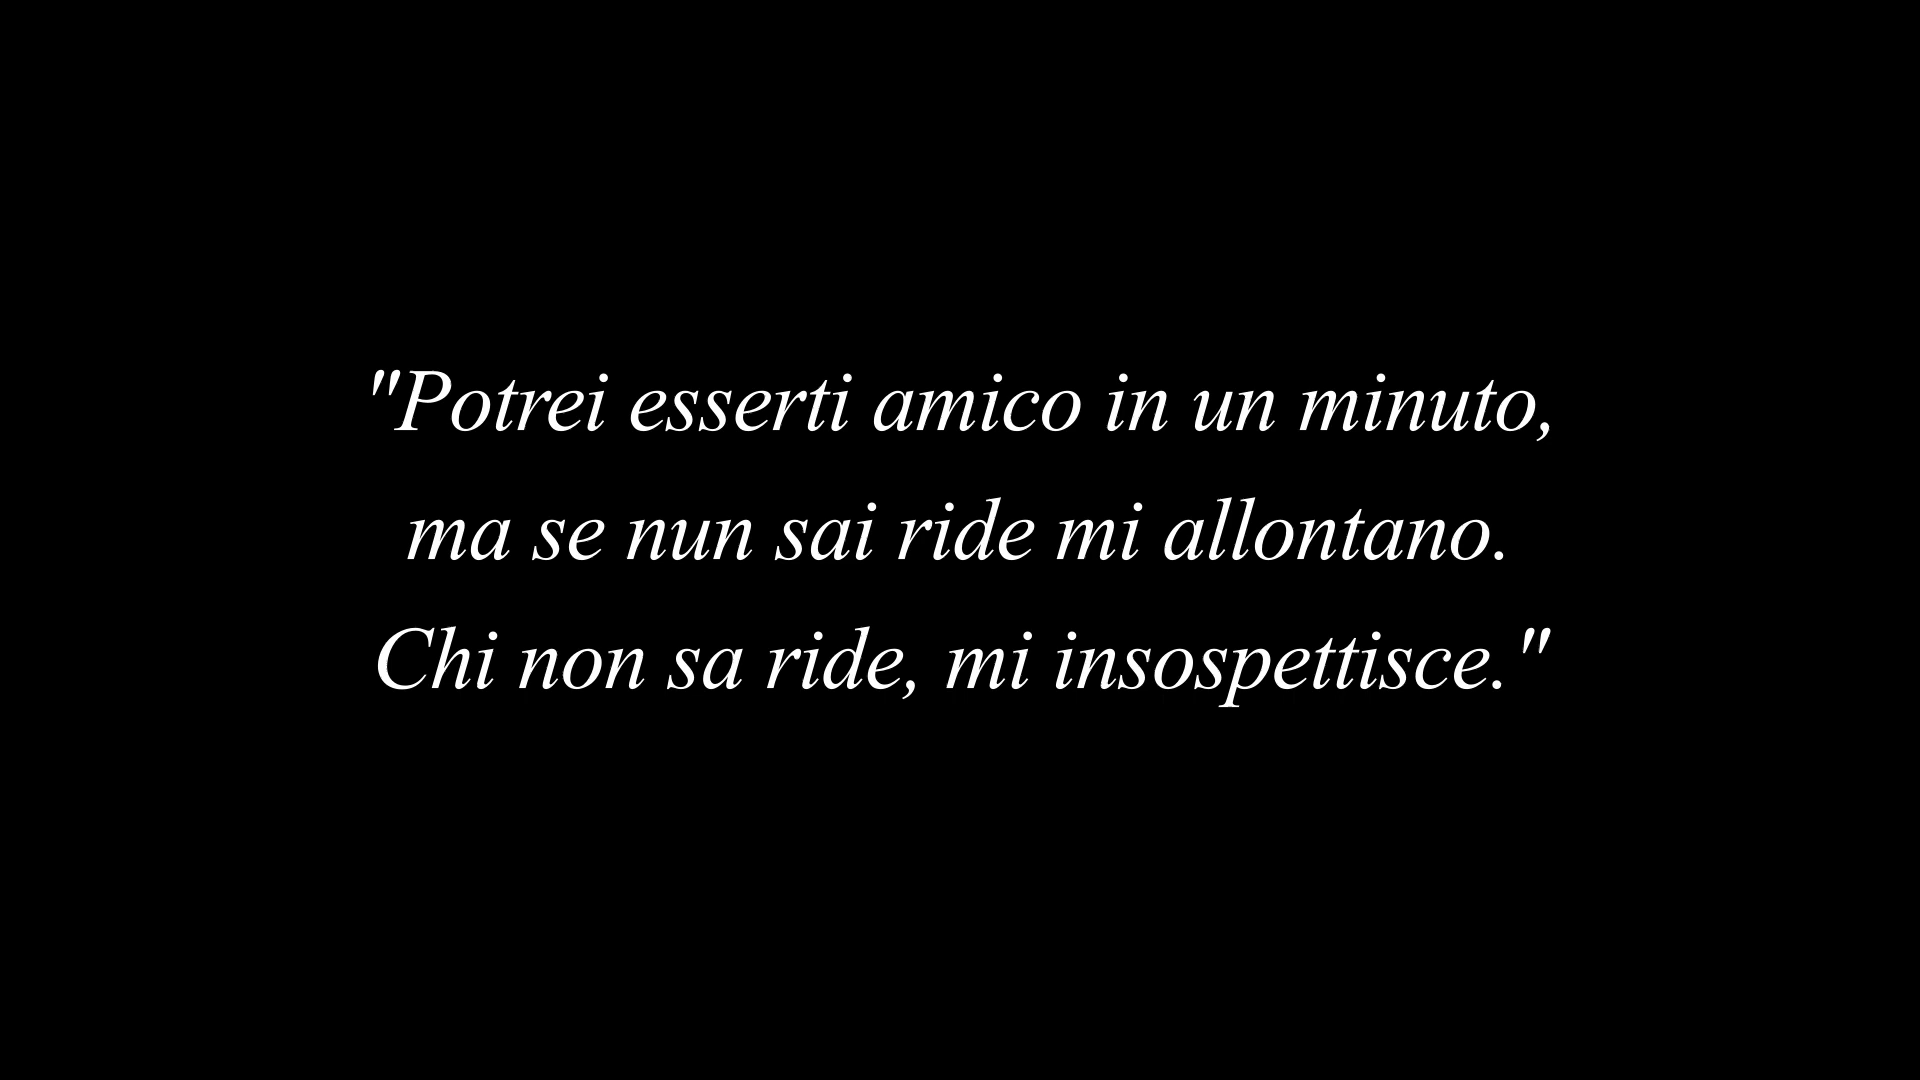 "Potrei esserti amico in un minuto,
ma se nun sai ride mi allontano.
Chi non sa ride, mi insospettisce."